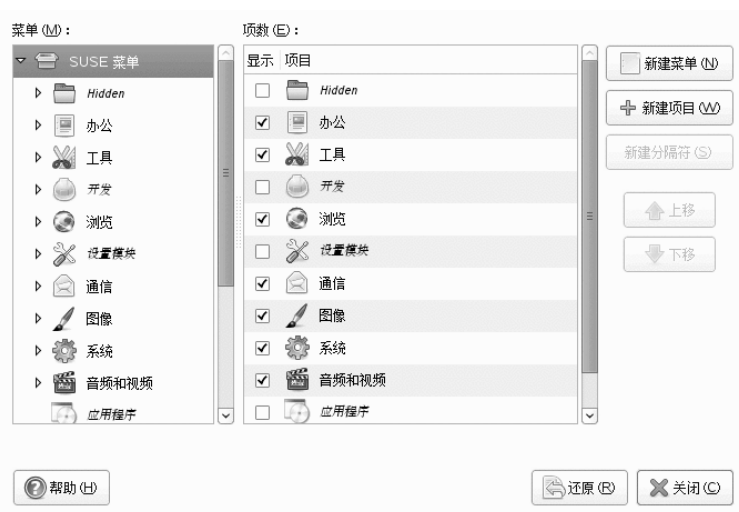 菜单(M)：
SUSE 菜单
Hidden
办公
工具
开发
浏览
设置模块
通信
图像
系统
音频和视频
应用程序
项数(E)：
显示 项目
Hidden
办公
工具
开发
浏览
设置模块
通信
图像
系统
音频和视频
应用程序
新建菜单(N)
新建项目(W)
新建分隔符(S)
上移
下移
帮助(H)
还原(R)
关闭(C)